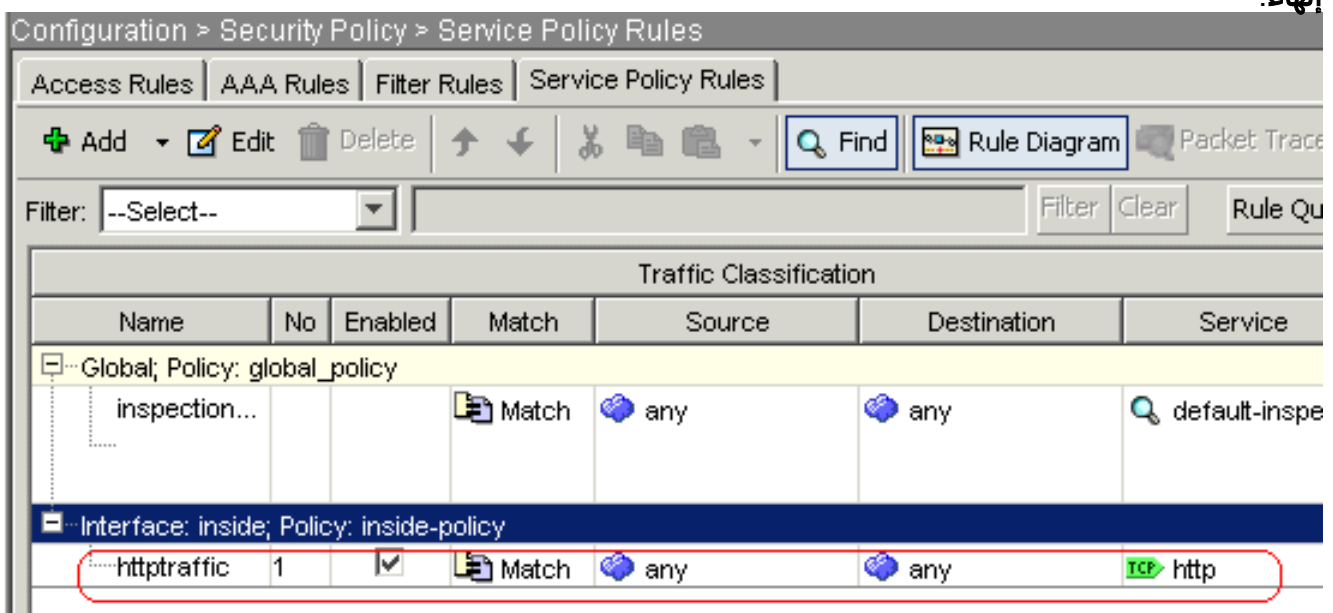 إنهاء.
Configuration > Security Policy > Service Policy Rules
Access Rules AAA Rules Filter Rules Service Policy Rules
Add Edit Delete Find Rule Diagram Packet Trace
Filter: --Select-- Filter Clear Rule Qu
Traffic Classification
Name No Enabled Match Source Destination Service
Global; Policy: global_policy
inspection... Match any any default-inspe
Interface: inside; Policy: inside-policy
httptraffic 1 Match any any TCP http